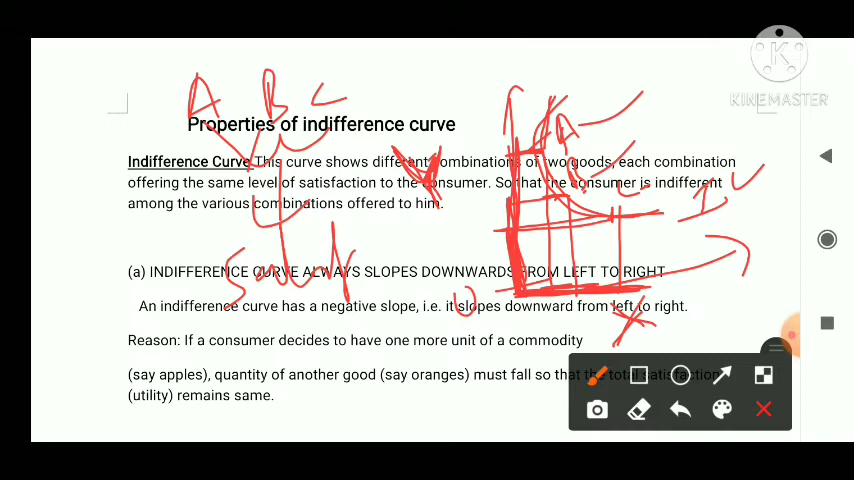 K
KINEMASTER
A B C
Properties of indifference curve
A
Indifference Curve This curve shows different combinations of two goods, each combination
B
offering the same level of satisfaction to the consumer. So that the consumer is indifferent
C
among the various combinations offered to him.
(a) INDIFFERENCE CURVE ALWAYS SLOPES DOWNWARDS FROM LEFT TO RIGHT
An indifference curve has a negative slope, i.e. it slopes downward from left to right.
O
X
Reason: If a consumer decides to have one more unit of a commodity
(say apples), quantity of another good (say oranges) must fall so that the total satisfaction
(utility) remains same.